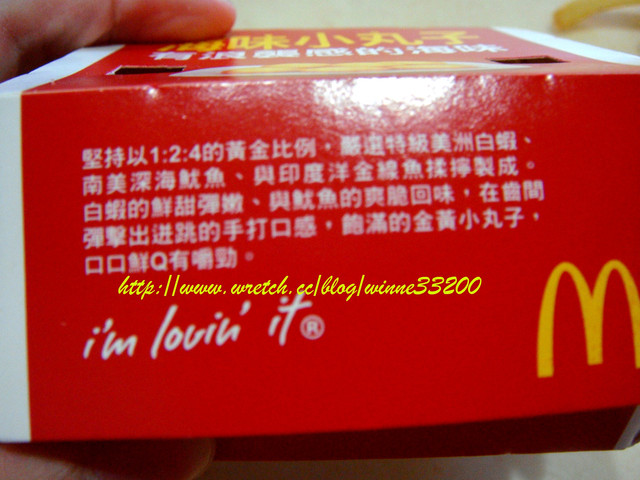 海味小丸子
有浪襲感的海味
堅持以1:2:4的黃金比例，嚴選特級美洲白蝦、
南美深海魷魚、與印度洋金線魚揉擰製成。
白蝦的鮮甜彈嫩、與魷魚的爽脆回味，在齒間
彈擊出迸跳的手打口感，飽滿的金黃小丸子，
口口鮮Q有嚼勁。
http://www.wretch.cc/blog/winne33200
i'm lovin' it®